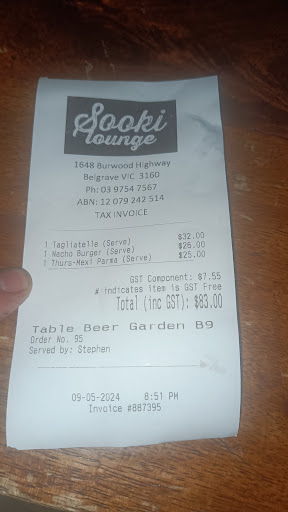 Sooki
lounge
1648 Burwood Highway
Belgrave VIC 3160
Ph: 03 9754 7567
ABN: 12 079 242 514
TAX INVOICE
1 Tagliatelle (Serve) $32.00
1 Nacho Burger (Serve) $26.00
1 Thurs-Mexi Parma (Serve) $25.00
GST Component: $7.55
# indicates item is GST Free
Total (inc GST): $83.00
Table Beer Garden B9
Order No. 95
Served by: Stephen
09-05-2024 8:51 PM
Invoice #887395